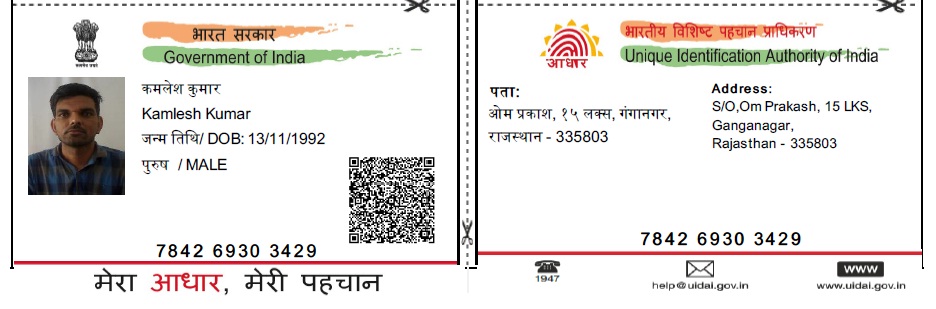 भारत सरकार
Government of India
कमलेश कुमार
Kamlesh Kumar
जन्म तिथि/ DOB: 13/11/1992
पुरुष / MALE
7842 6930 3429
मेरा आधार, मेरी पहचान
भारतीय विशिष्ट पहचान प्राधिकरण
Unique Identification Authority of India
आधार
पता:
ओम प्रकाश, १५ लक्स, गंगानगर,
राजस्थान - 335803
Address:
S/O,Om Prakash, 15 LKS,
Ganganagar,
Rajasthan - 335803
7842 6930 3429
1947
help@uidai.gov.in
www
www.uidai.gov.in